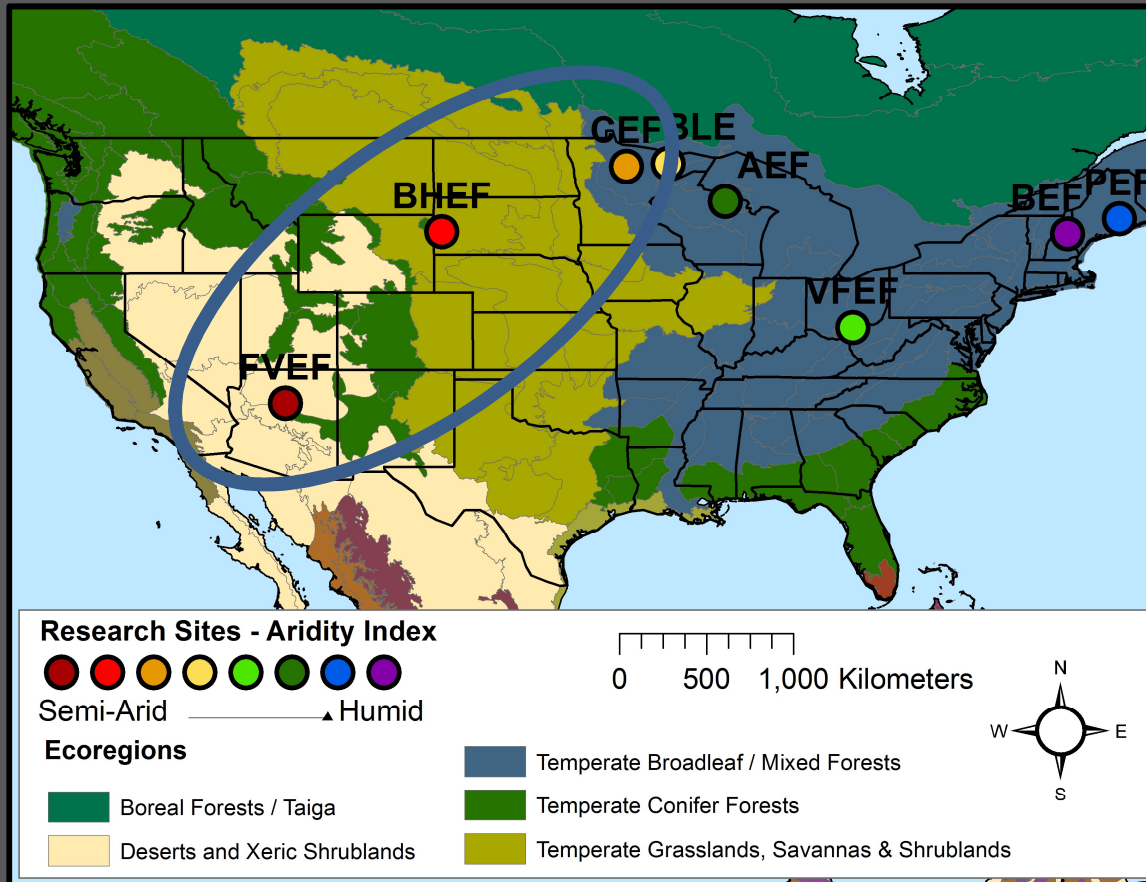 CEF BLE
AEF
BHEF
BEF PEF
VFEF
FVEF
Research Sites - Aridity Index
Semi-Arid Humid
0 500 1,000 Kilometers
N
W E
S
Ecoregions
Boreal Forests / Taiga
Deserts and Xeric Shrublands
Temperate Broadleaf / Mixed Forests
Temperate Conifer Forests
Temperate Grasslands, Savannas & Shrublands